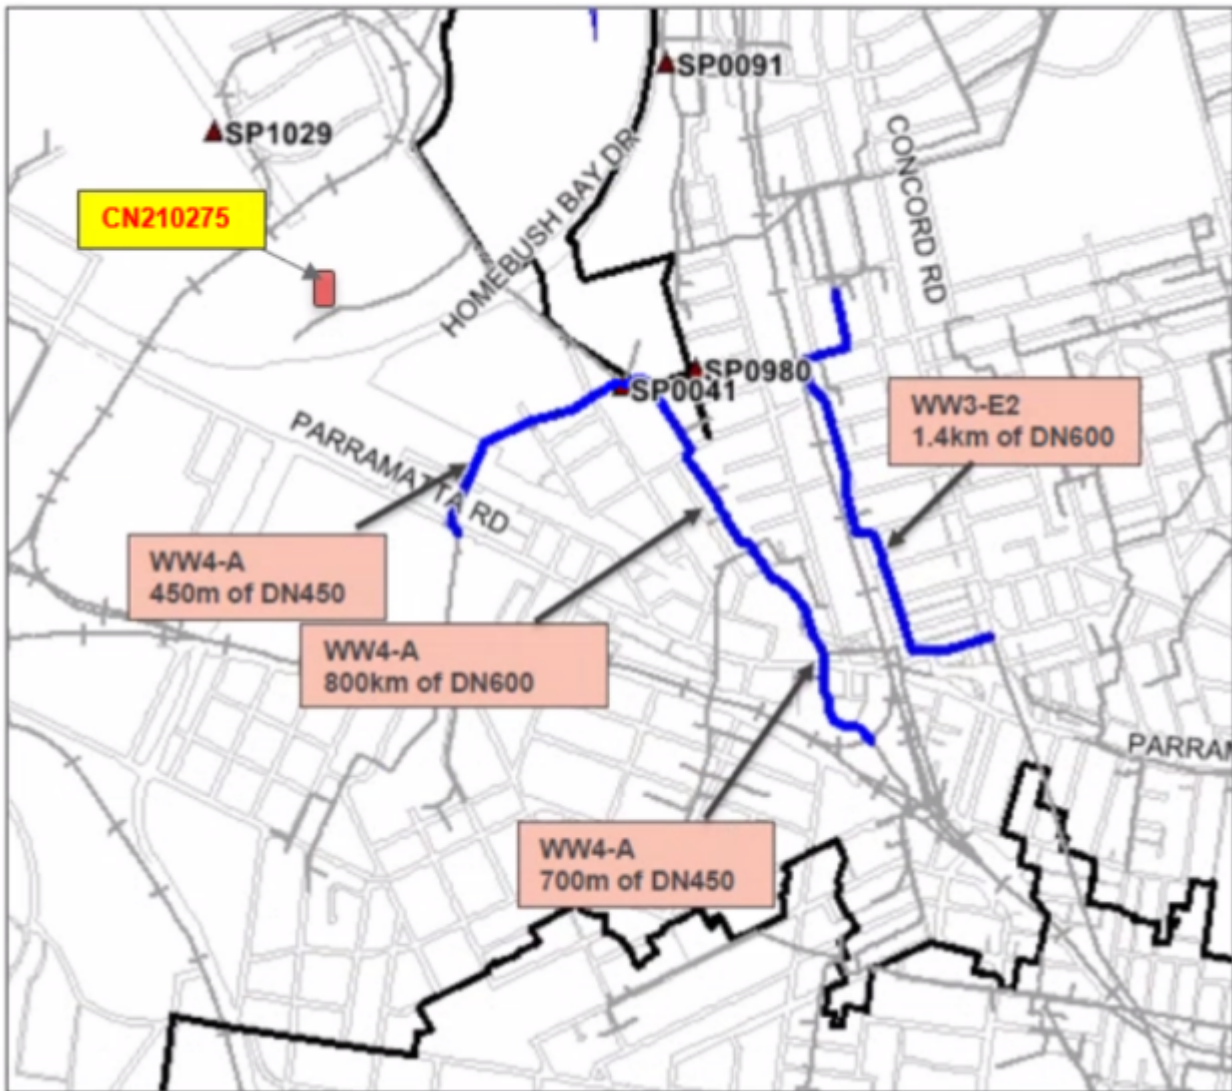 SP0091
SP1029
CONCORD RD
HOMEBUSH BAY DR
CN210275
SP0980
SP0041
WW3-E2
1.4km of DN600
PARRAMATTA RD
WW4-A
450m of DN450
WW4-A
800km of DN600
PARRAM
WW4-A
700m of DN450